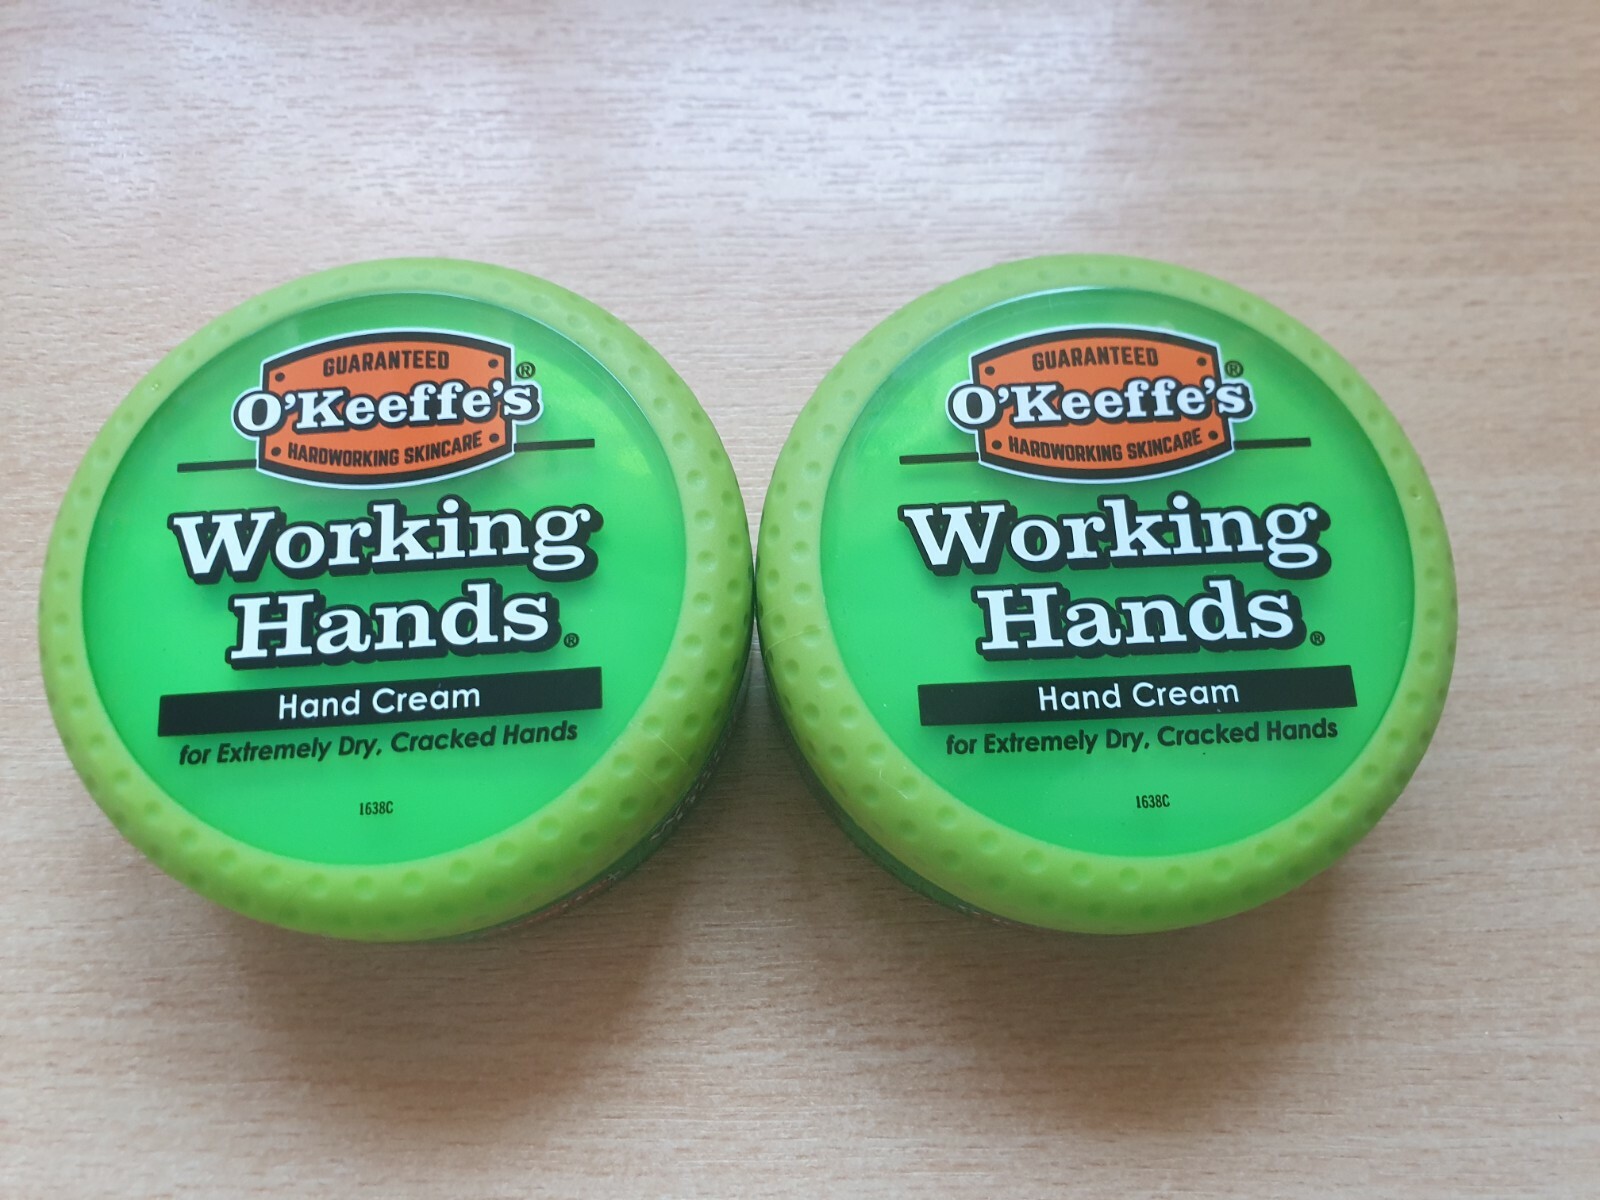 GUARANTEED
O'Keeffe's®
HARDWORKING SKINCARE
Working
Hands®
Hand Cream
for Extremely Dry, Cracked Hands
1638C
GUARANTEED
O'Keeffe's®
HARDWORKING SKINCARE
Working
Hands®
Hand Cream
for Extremely Dry, Cracked Hands
1638C